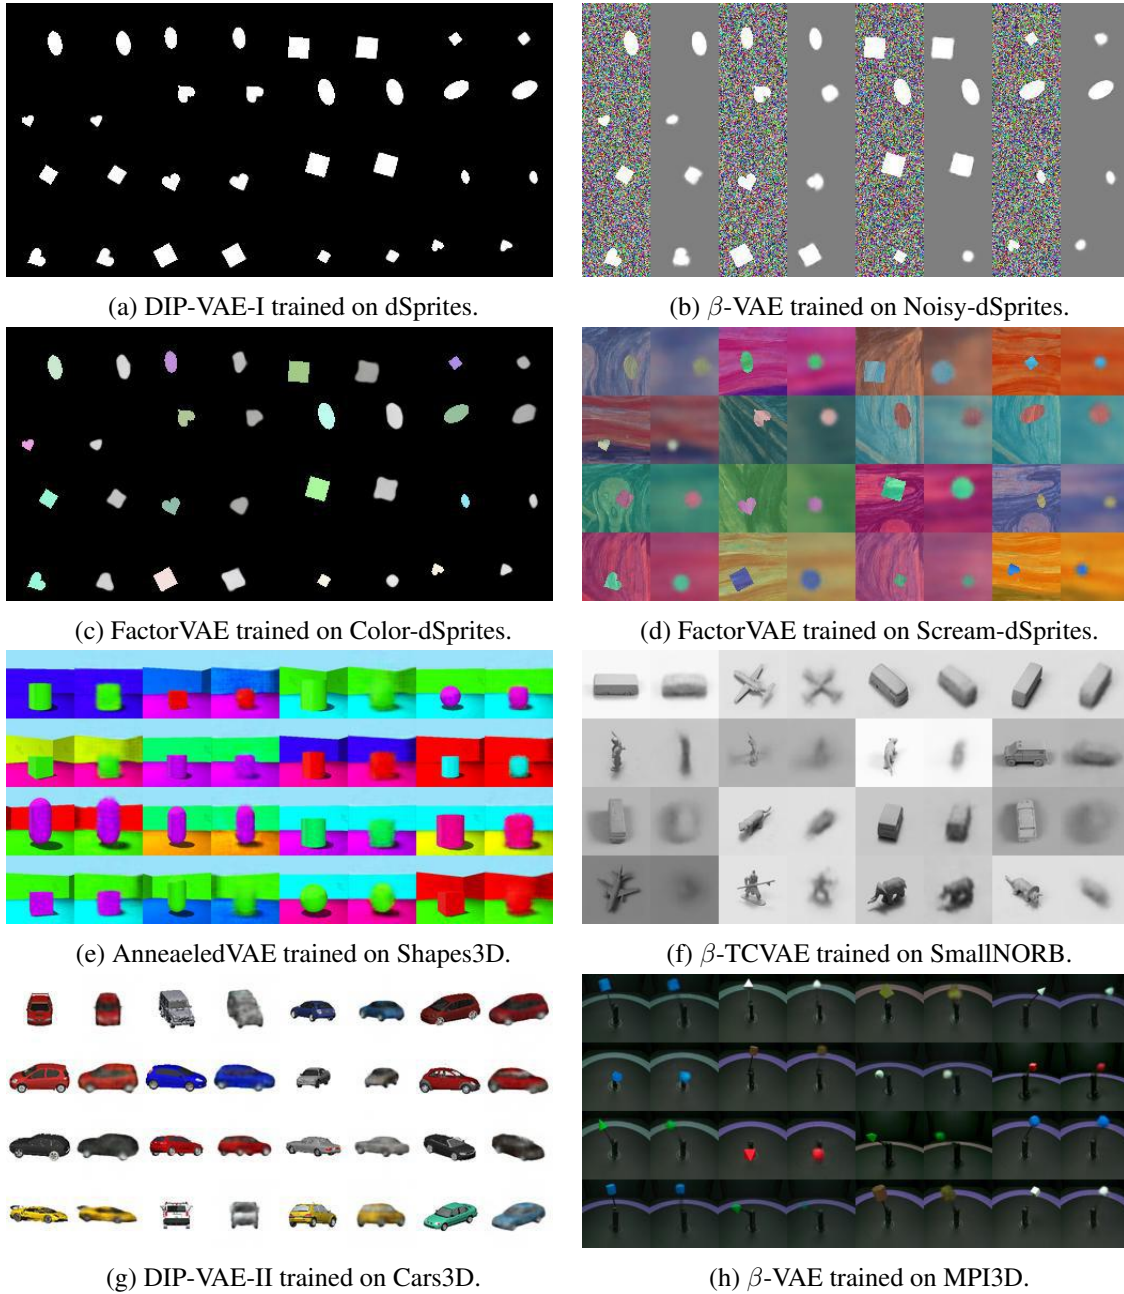 (a) DIP-VAE-I trained on dSprites.
(b) β-VAE trained on Noisy-dSprites.
(c) FactorVAE trained on Color-dSprites.
(d) FactorVAE trained on Scream-dSprites.
(e) AnneaeledVAE trained on Shapes3D.
(f) β-TCVAE trained on SmallNORB.
(g) DIP-VAE-II trained on Cars3D.
(h) β-VAE trained on MPI3D.